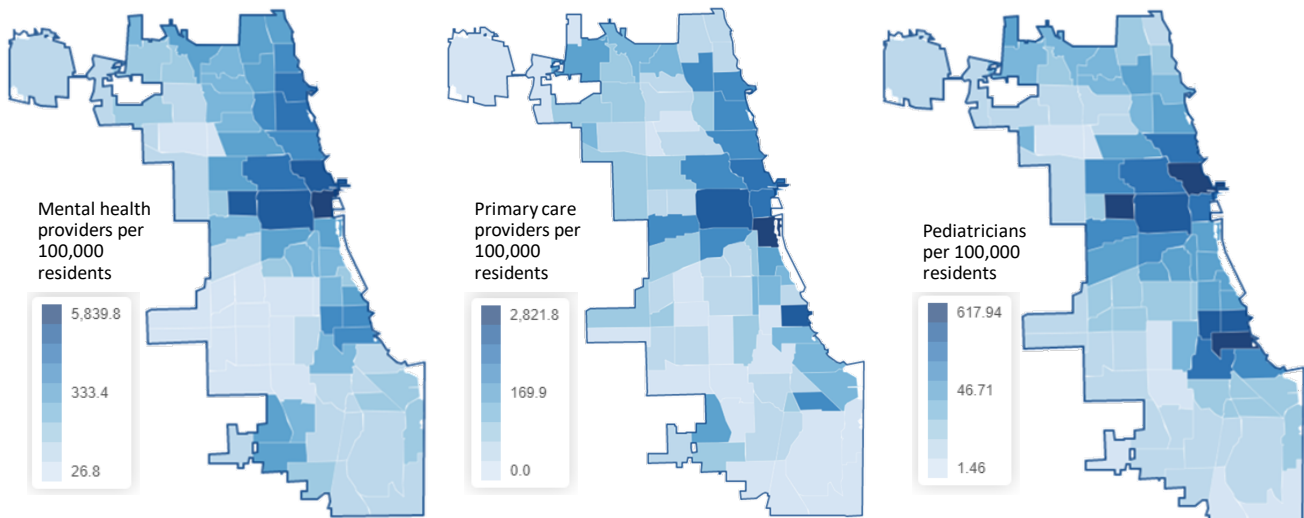 Mental health
providers per
100,000
residents
5,839.8
333.4
26.8
Primary care
providers per
100,000
residents
2,821.8
169.9
0.0
Pediatricians
per 100,000
residents
617.94
46.71
1.46